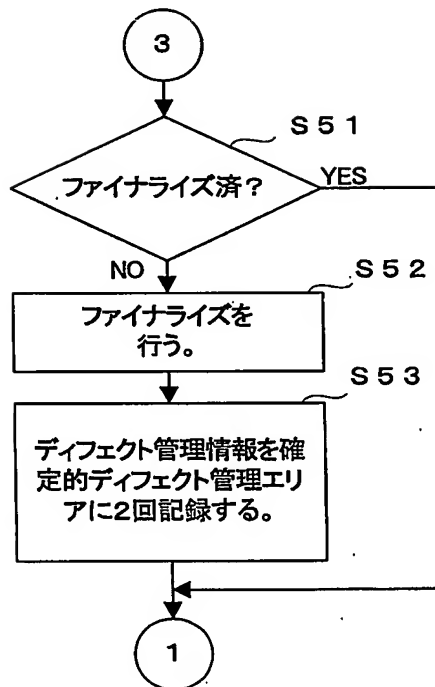 3
S51
ファイナライズ済?
YES
NO
S52
ファイナライズを
行う。
S53
ディフェクト管理情報を確
定的ディフェクト管理エリ
アに2回記録する。
1